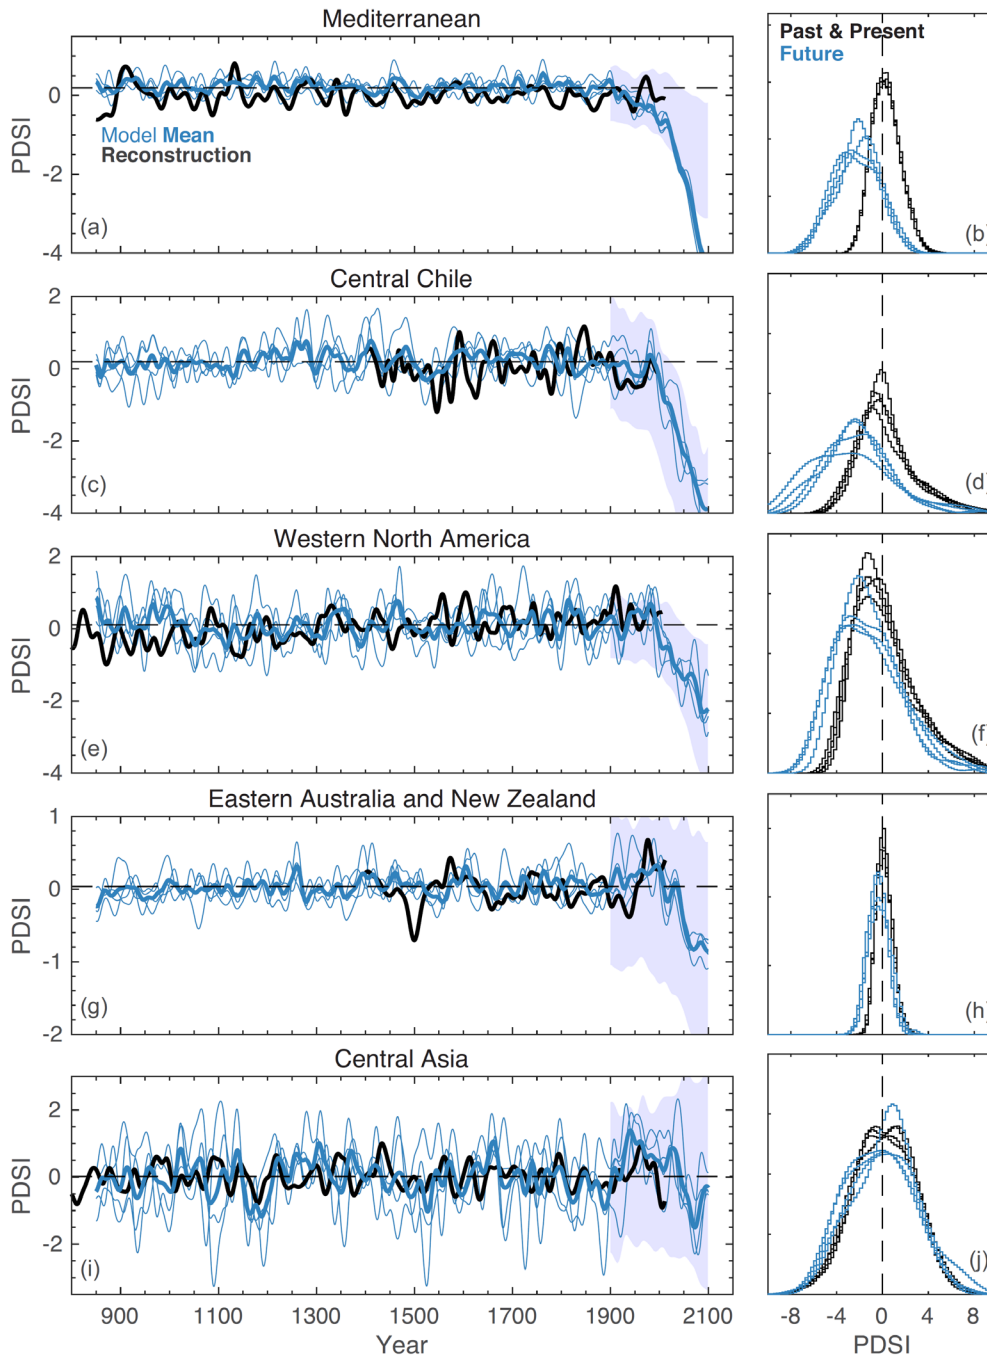 Mediterranean
0
-2
-4
PDSI
Model Mean
Reconstruction
(a)
Past & Present
Future
(b)
Central Chile
2
0
-2
-4
PDSI
(c)
(d)
Western North America
2
0
-2
-4
PDSI
(e)
(f)
Eastern Australia and New Zealand
1
0
-1
-2
PDSI
(g)
(h)
Central Asia
2
0
-2
PDSI
(i)
(j)
900 1100 1300 1500 1700 1900 2100
Year
-8 -4 0 4 8
PDSI